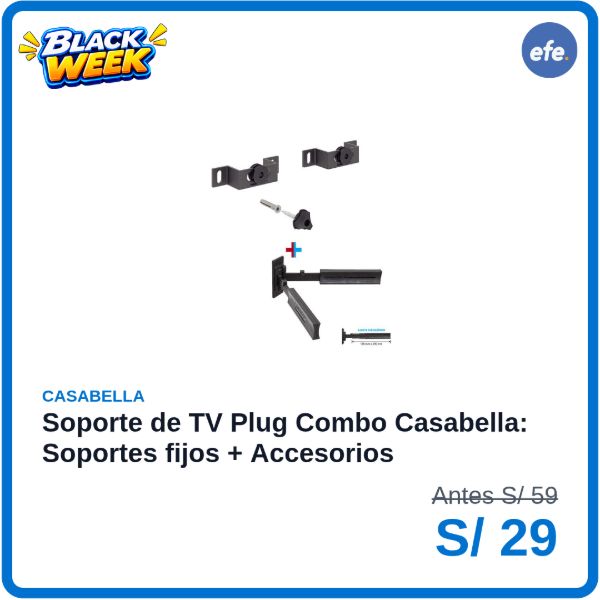 BLACK
WEEK
efe.
CASABELLA
Soporte de TV Plug Combo Casabella:
Soportes fijos + Accesorios
Antes S/ 59
S/ 29